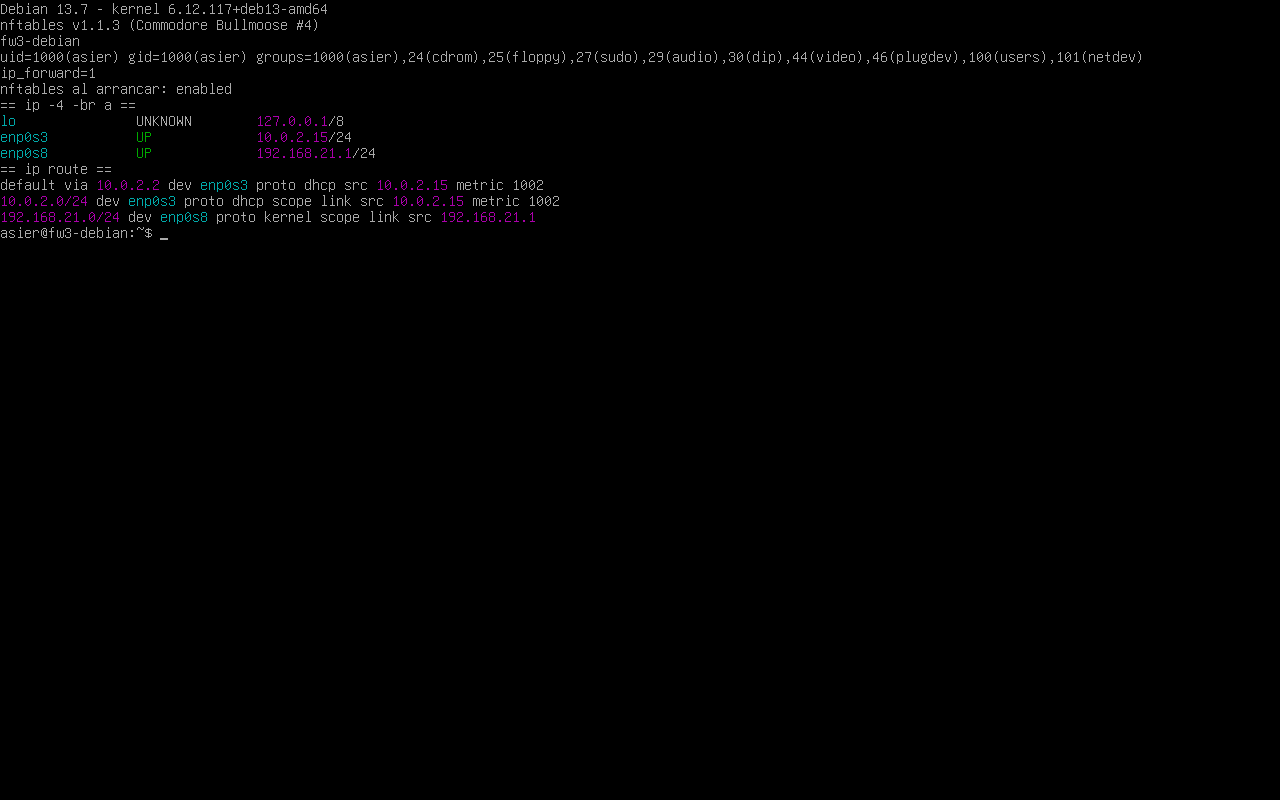 Debian 13.7 - kernel 6.12.117+deb13-amd64
nftables v1.1.3 (Commodore Bullmoose #4)
fw3-debian
uid=1000(asier) gid=1000(asier) groups=1000(asier),24(cdrom),25(floppy),27(sudo),29(audio),30(dip),44(video),46(plugdev),100(users),101(netdev)
ip_forward=1
nftables al arrancar: enabled
== ip -4 -br a ==
lo               UNKNOWN        127.0.0.1/8
enp0s3           UP             10.0.2.15/24
enp0s8           UP             192.168.21.1/24
== ip route ==
default via 10.0.2.2 dev enp0s3 proto dhcp src 10.0.2.15 metric 1002
10.0.2.0/24 dev enp0s3 proto dhcp scope link src 10.0.2.15 metric 1002
192.168.21.0/24 dev enp0s8 proto kernel scope link src 192.168.21.1
asier@fw3-debian:~$ _